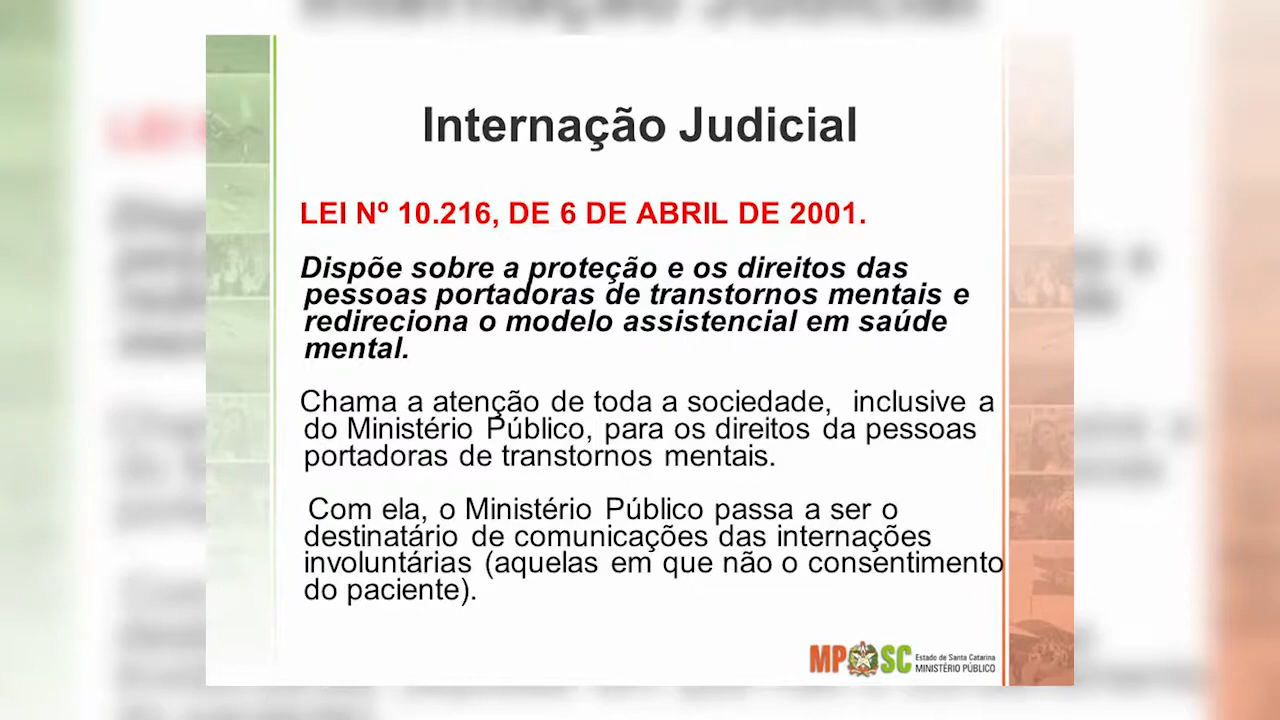 Internação Judicial
LEI Nº 10.216, DE 6 DE ABRIL DE 2001.
Dispõe sobre a proteção e os direitos das
pessoas portadoras de transtornos mentais e
redireciona o modelo assistencial em saúde
mental.
Chama a atenção de toda a sociedade, inclusive a
do Ministério Público, para os direitos da pessoas
portadoras de transtornos mentais.
Com ela, o Ministério Público passa a ser o
destinatário de comunicações das internações
involuntárias (aquelas em que não o consentimento
do paciente).
MPSC Estado de Santa Catarina
MINISTÉRIO PÚBLICO